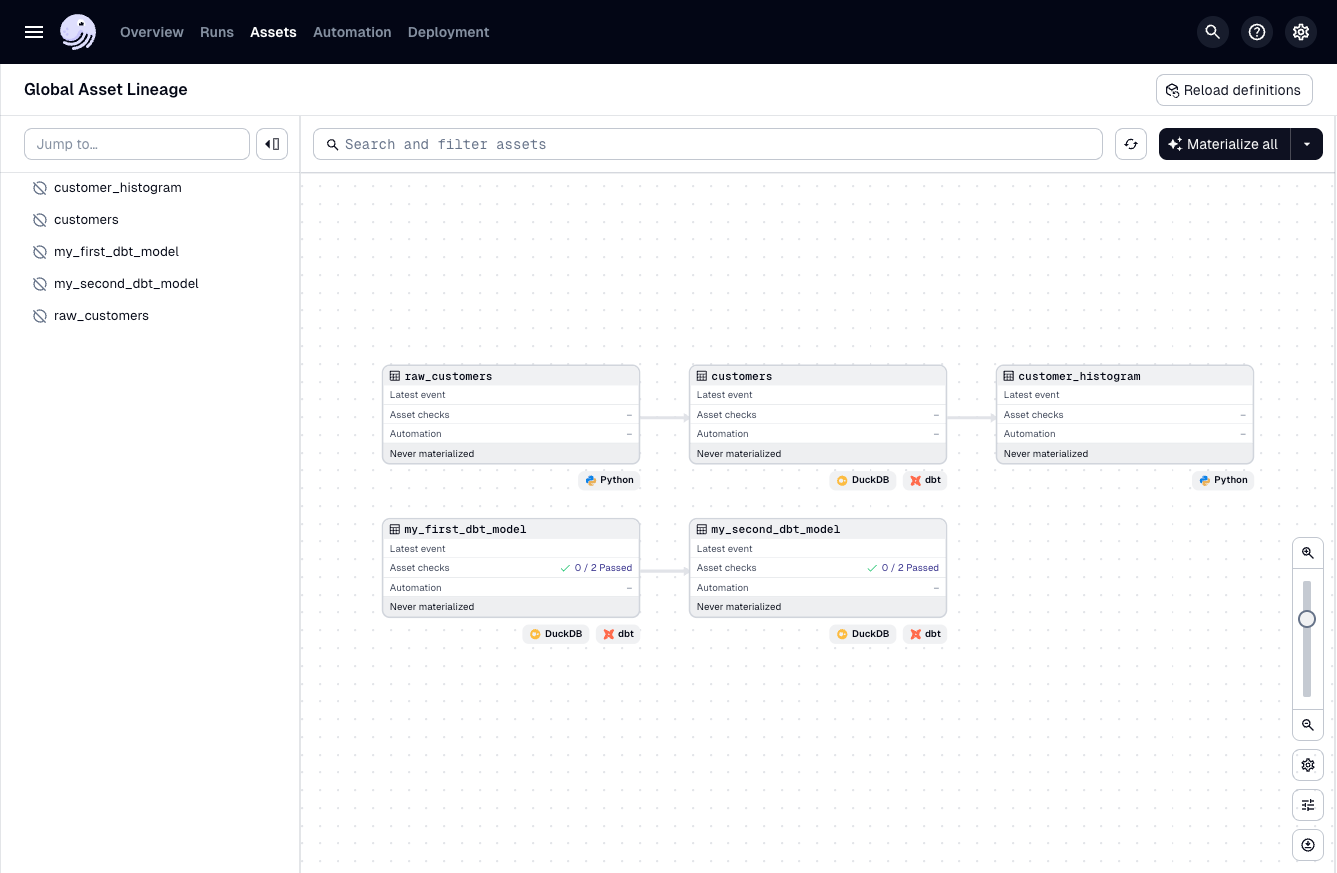 Overview Runs Assets Automation Deployment
Global Asset Lineage
Reload definitions
Jump to…
Search and filter assets
Materialize all
customer_histogram
customers
my_first_dbt_model
my_second_dbt_model
raw_customers
raw_customers
Latest event
Asset checks –
Automation –
Never materialized
Python
customers
Latest event
Asset checks –
Automation –
Never materialized
DuckDB dbt
customer_histogram
Latest event
Asset checks –
Automation –
Never materialized
Python
my_first_dbt_model
Latest event
Asset checks 0 / 2 Passed
Automation –
Never materialized
DuckDB dbt
my_second_dbt_model
Latest event
Asset checks 0 / 2 Passed
Automation –
Never materialized
DuckDB dbt